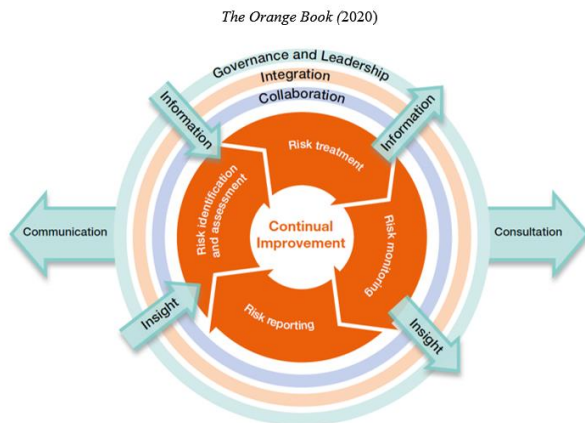 The Orange Book (2020)
Governance and Leadership
Integration
Collaboration
Information
Information
Risk treatment
Risk identification
and assessment
Continual
Improvement
Risk monitoring
Communication
Consultation
Risk reporting
Insight
Insight